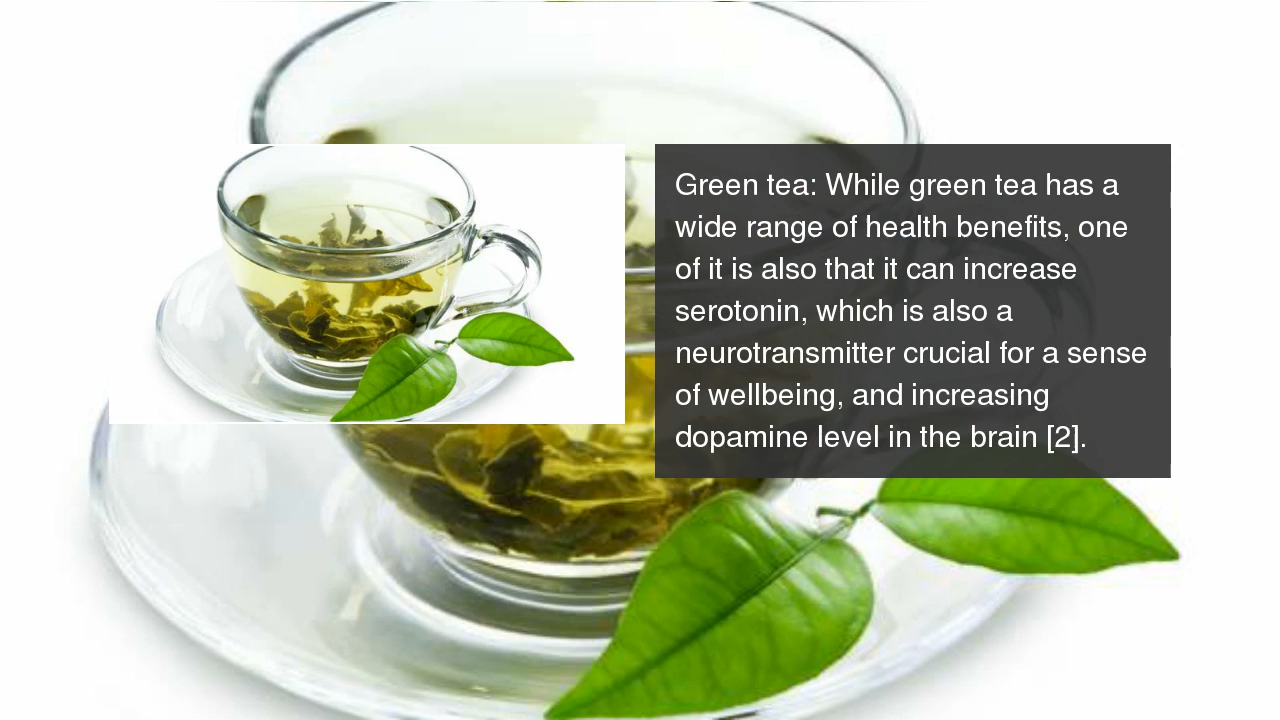 Green tea: While green tea has a
wide range of health benefits, one
of it is also that it can increase
serotonin, which is also a
neurotransmitter crucial for a sense
of wellbeing, and increasing
dopamine level in the brain [2].